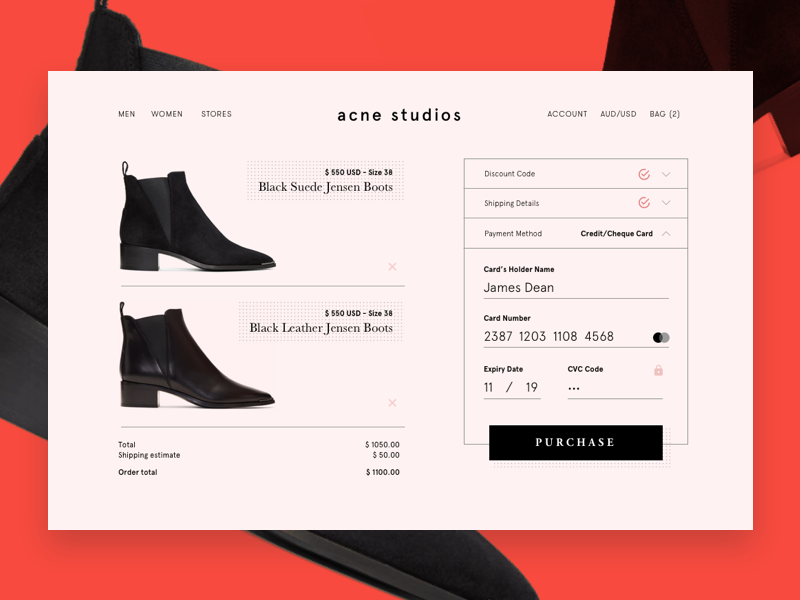 MEN WOMEN STORES
acne studios
ACCOUNT AUD/USD BAG (2)
$ 550 USD - Size 38
Black Suede Jensen Boots
$ 550 USD - Size 38
Black Leather Jensen Boots
Total $ 1050.00
Shipping estimate $ 50.00
Order total $ 1100.00
Discount Code
Shipping Details
Payment Method Credit/Cheque Card
Card's Holder Name
James Dean
Card Number
2387 1203 1108 4568
Expiry Date CVC Code
11 / 19 •••
PURCHASE